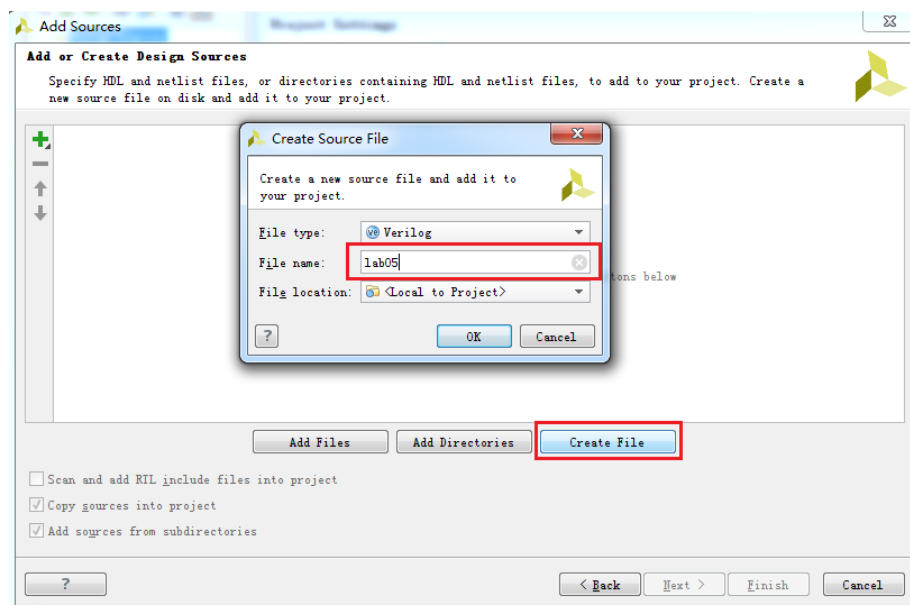 Add Sources
Add or Create Design Sources
Specify HDL and netlist files, or directories containing HDL and netlist files, to add to your project. Create a
new source file on disk and add it to your project.
Create Source File
Create a new source file and add it to
your project.
File type: Verilog
File name: lab05
tons below
File location: <Local to Project>
? OK Cancel
Add Files Add Directories Create File
Scan and add RTL include files into project
Copy sources into project
Add sources from subdirectories
? < Back Next > Finish Cancel